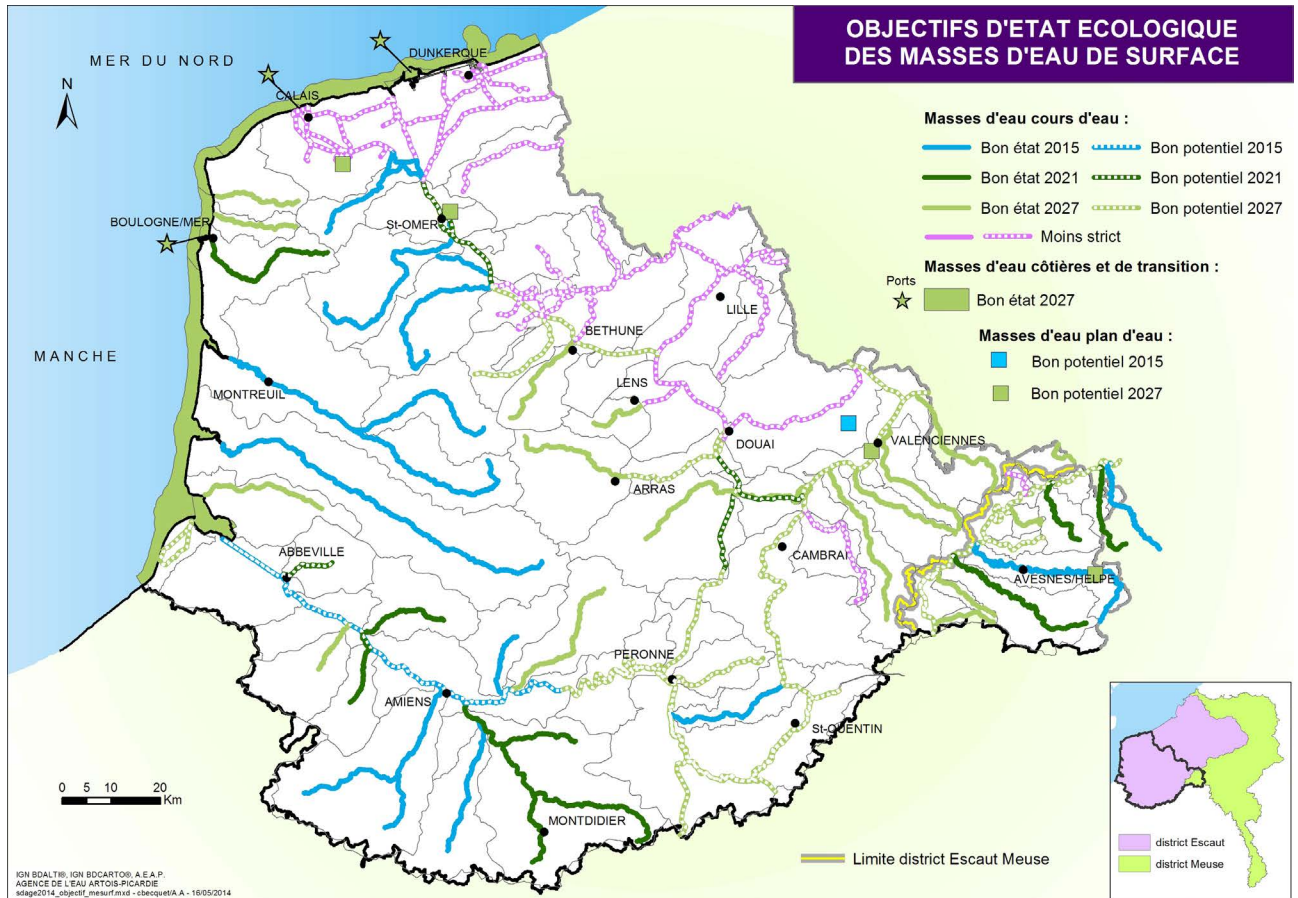 OBJECTIFS D'ETAT ECOLOGIQUE
DES MASSES D'EAU DE SURFACE
MER DU NORD
N
DUNKERQUE
CALAIS
BOULOGNE/MER
St-OMER
MANCHE
MONTREUIL
BETHUNE
LILLE
LENS
DOUAI
VALENCIENNES
ARRAS
CAMBRAI
AVESNES/HELPE
ABBEVILLE
PERONNE
AMIENS
St-QUENTIN
MONTDIDIER
Masses d'eau cours d'eau :
Bon état 2015
Bon potentiel 2015
Bon état 2021
Bon potentiel 2021
Bon état 2027
Bon potentiel 2027
Moins strict
Masses d'eau côtières et de transition :
Ports
Bon état 2027
Masses d'eau plan d'eau :
Bon potentiel 2015
Bon potentiel 2027
0 5 10 20
Km
Limite district Escaut Meuse
district Escaut
district Meuse
IGN BDALTI®, IGN BDCARTO®, A.E.A.P.
AGENCE DE L'EAU ARTOIS-PICARDIE
sdage2014_objectif_mesurf.mxd - cbecquet/A.A - 16/05/2014